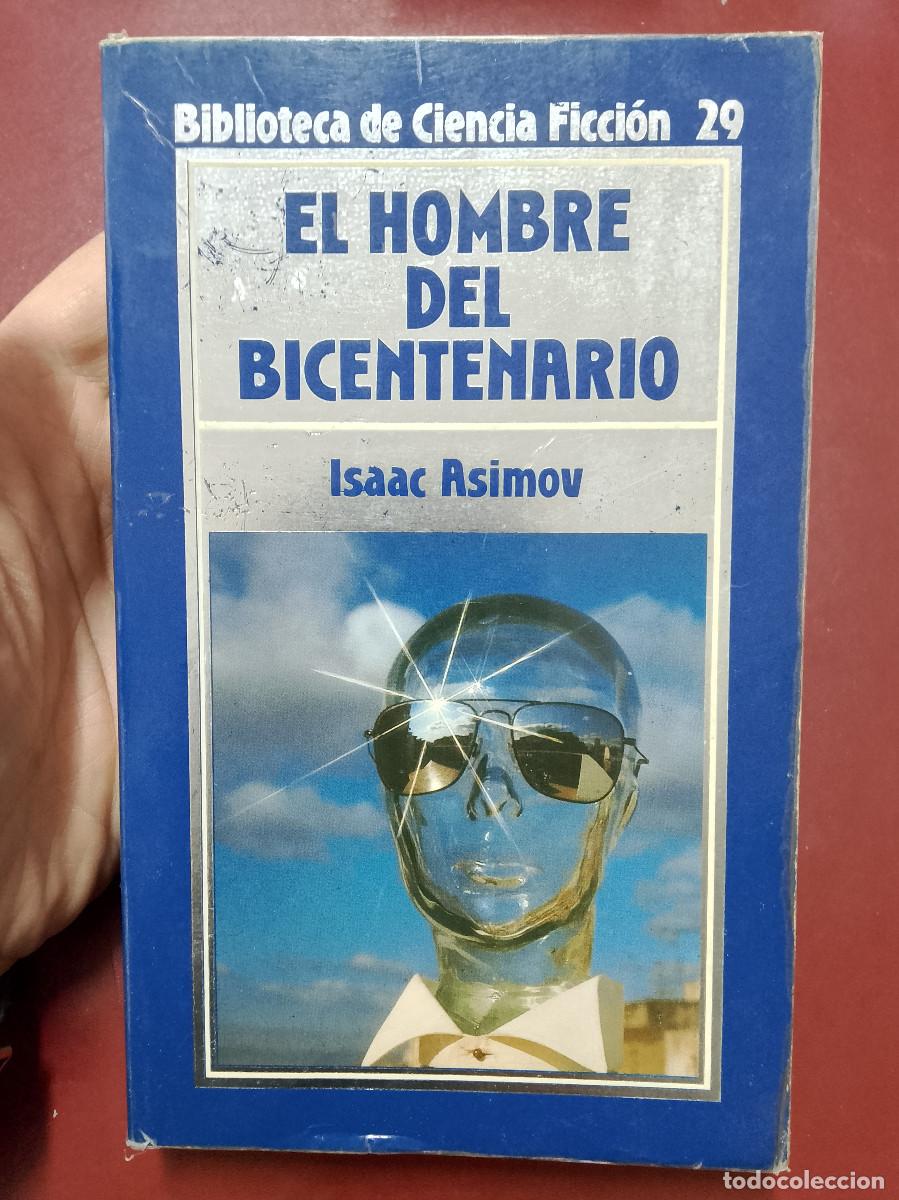 Biblioteca de Ciencia Ficción 29
EL HOMBRE
DEL
BICENTENARIO
Isaac Asimov
todocoleccion